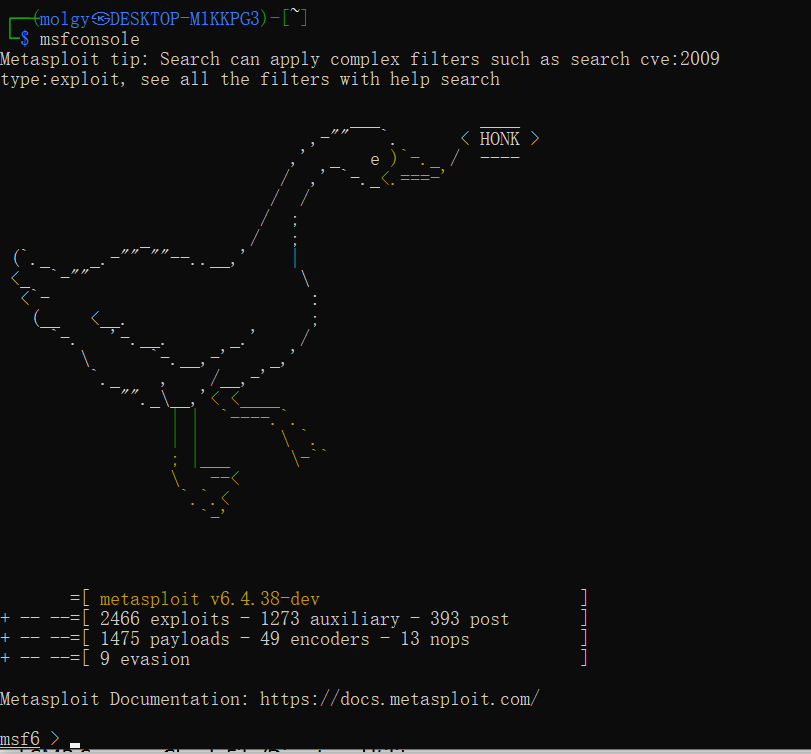 (molgy㉿DESKTOP-M1KKPG3)-[~]
$ msfconsole
Metasploit tip: Search can apply complex filters such as search cve:2009
type:exploit, see all the filters with help search
< HONK >
=[ metasploit v6.4.38-dev ]
+ -- --=[ 2466 exploits - 1273 auxiliary - 393 post ]
+ -- --=[ 1475 payloads - 49 encoders - 13 nops ]
+ -- --=[ 9 evasion ]
Metasploit Documentation: https://docs.metasploit.com/
msf6 >